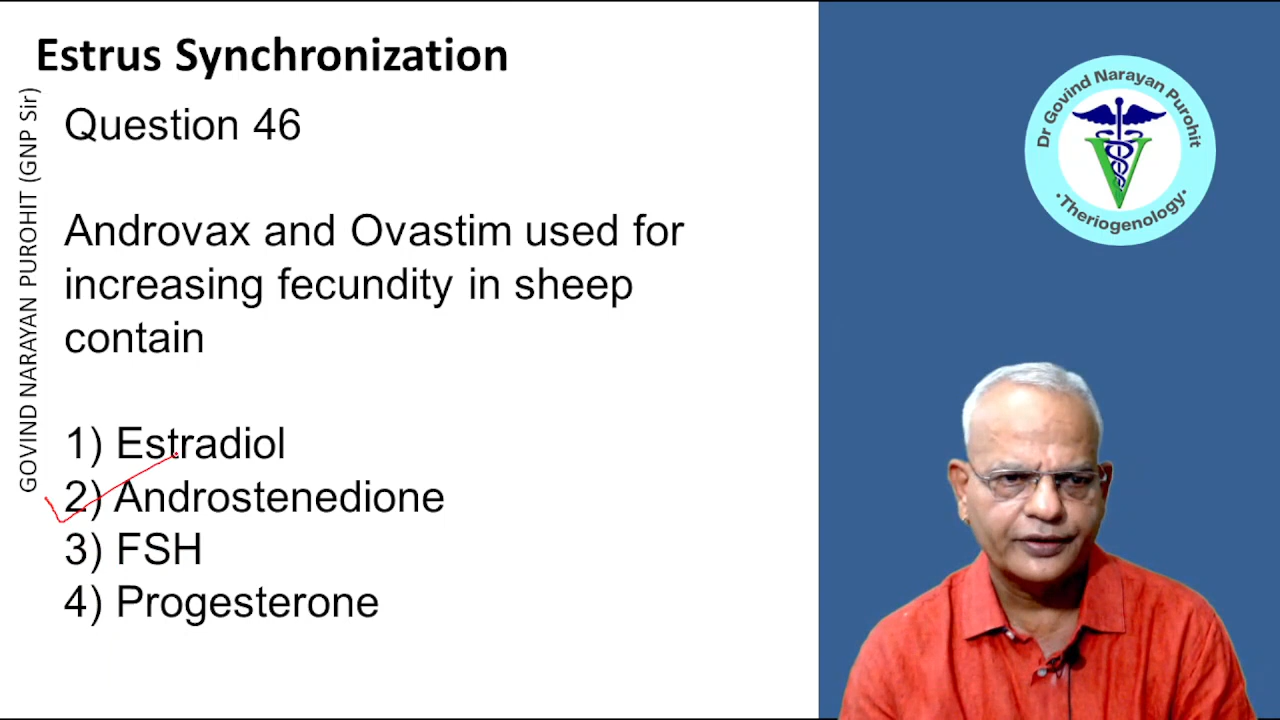 Estrus Synchronization
GOVIND NARAYAN PUROHIT (GNP Sir)
Question 46
Androvax and Ovastim used for
increasing fecundity in sheep
contain
1) Estradiol
2) Androstenedione
3) FSH
4) Progesterone
Dr Govind Narayan Purohit
V
•Theriogenology•